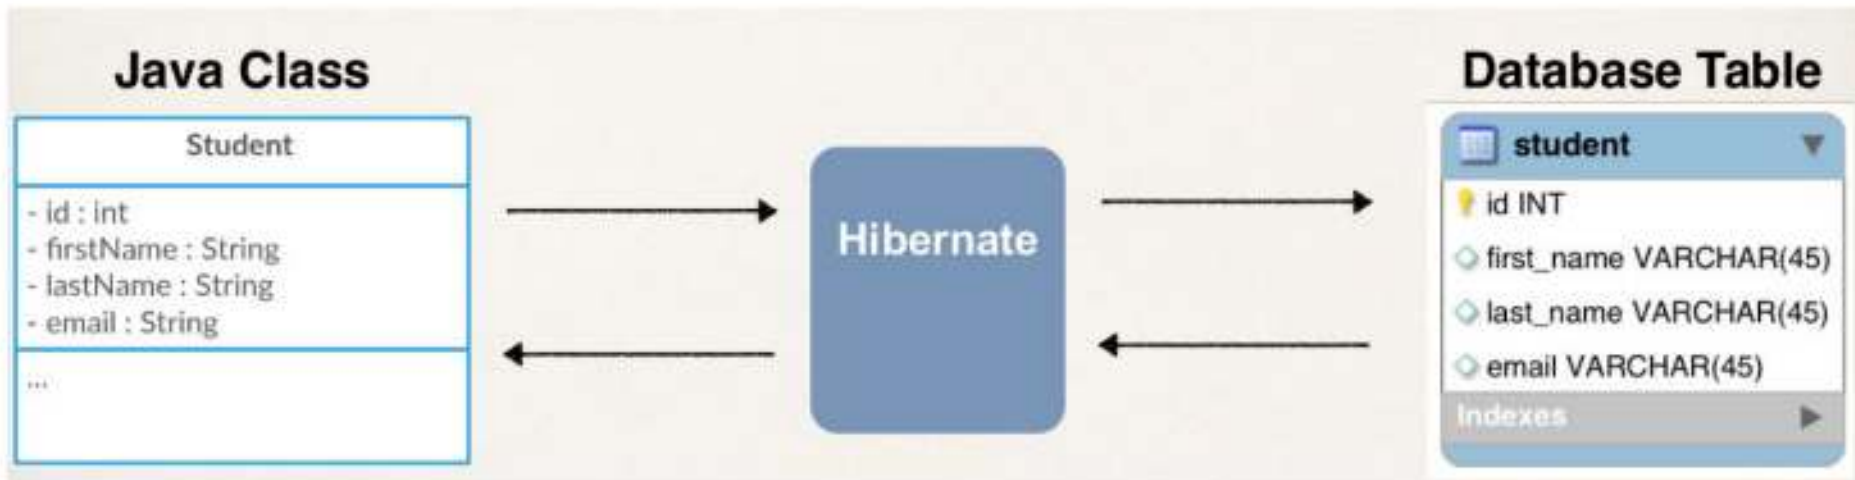 Java Class
Student
- id : int
- firstName : String
- lastName : String
- email : String
...
Hibernate
Database Table
student
id INT
first_name VARCHAR(45)
last_name VARCHAR(45)
email VARCHAR(45)
Indexes